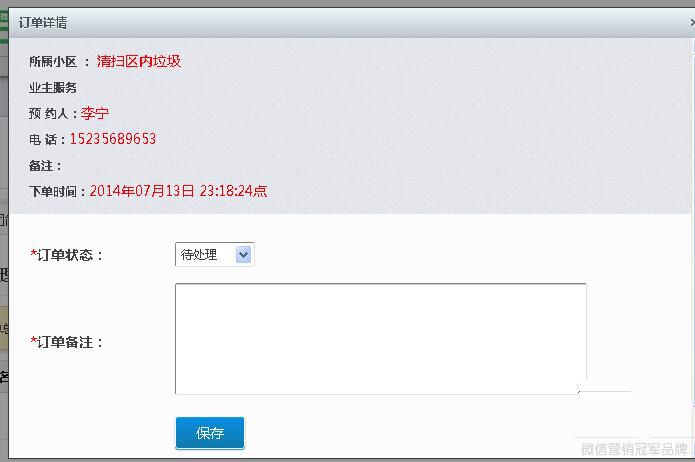 订单详情
所属小区 ： 清扫区内垃圾
业主服务
预 约人：李宁
电 话：15235689653
备注：
下单时间：2014年07月13日 23:18:24点
*订单状态： 待处理
*订单备注：
保存
微信营销冠军品牌